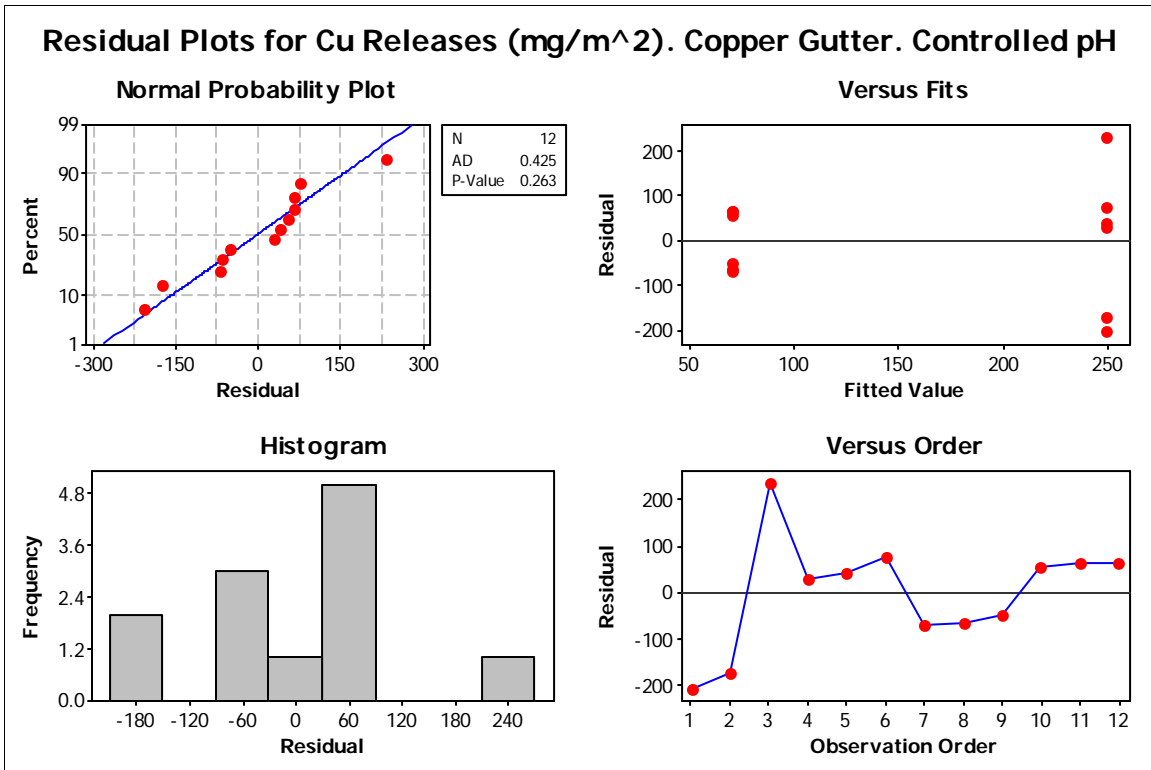 Residual Plots for Cu Releases (mg/m^2). Copper Gutter. Controlled pH
Normal Probability Plot
Percent
99
90
50
10
1
-300 -150 0 150 300
Residual
N 12
AD 0.425
P-Value 0.263
Versus Fits
Residual
200
100
0
-100
-200
50 100 150 200 250
Fitted Value
Histogram
Frequency
4.8
3.6
2.4
1.2
0.0
-180 -120 -60 0 60 120 180 240
Residual
Versus Order
Residual
200
100
0
-100
-200
1 2 3 4 5 6 7 8 9 10 11 12
Observation Order